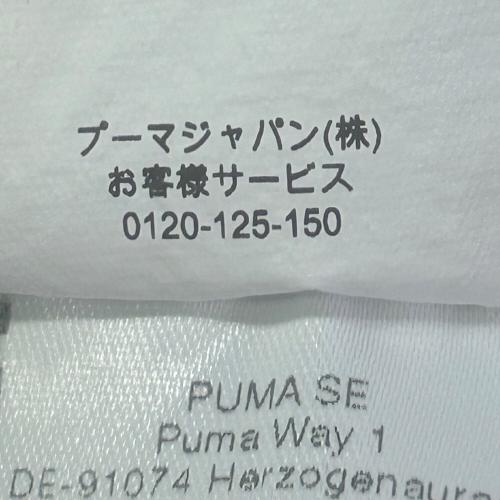 プーマジャパン(株)
お客様サービス
0120-125-150
PUMA SE
Puma Way 1
DE-91074 Herzogenaura